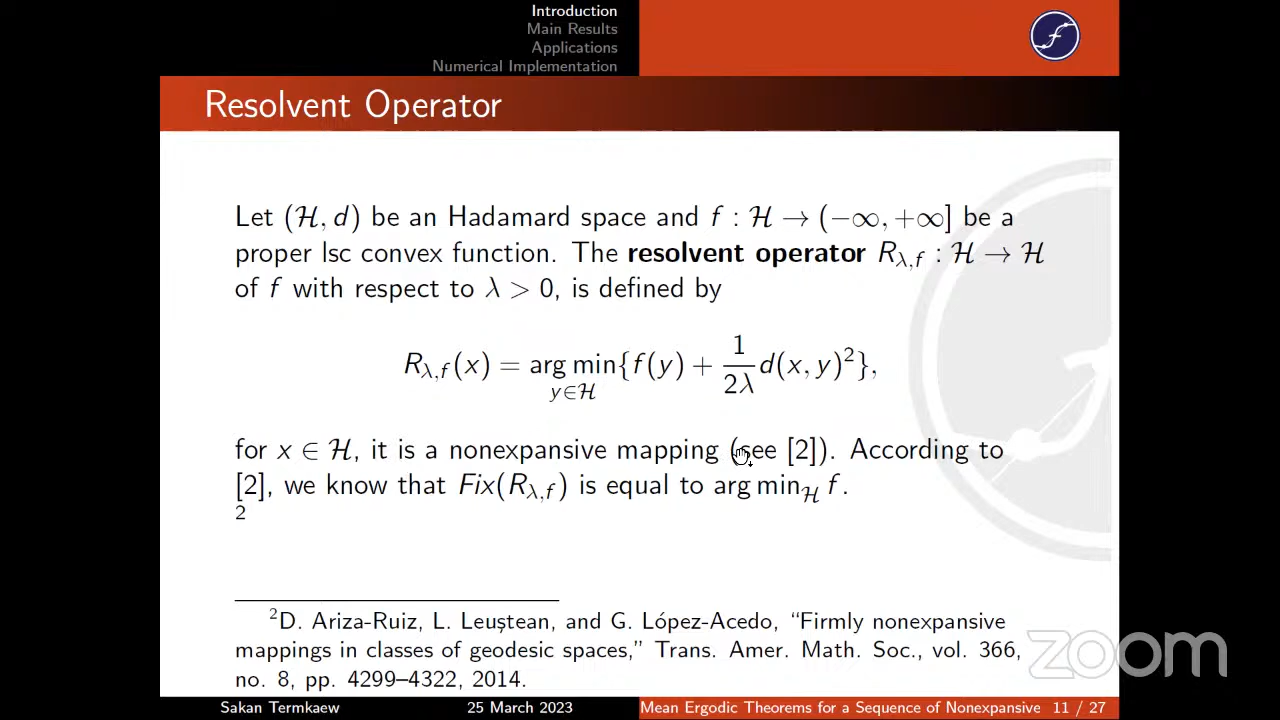 Introduction
Main Results
Applications
Numerical Implementation
Resolvent Operator
Let (ℋ, d) be an Hadamard space and f : ℋ → (−∞, +∞] be a
proper lsc convex function. The resolvent operator R_{λ,f} : ℋ → ℋ
of f with respect to λ > 0, is defined by
R_{λ,f}(x) = arg min_{y∈ℋ}{f(y) + \frac{1}{2λ}d(x, y)²},
for x ∈ ℋ, it is a nonexpansive mapping (see [2]). According to
[2], we know that Fix(R_{λ,f}) is equal to arg min_ℋ f.
2
²D. Ariza-Ruiz, L. Leuştean, and G. López-Acedo, “Firmly nonexpansive
mappings in classes of geodesic spaces,” Trans. Amer. Math. Soc., vol. 366,
no. 8, pp. 4299–4322, 2014.
zoom
Sakan Termkaew 25 March 2023 Mean Ergodic Theorems for a Sequence of Nonexpansive 11 / 27